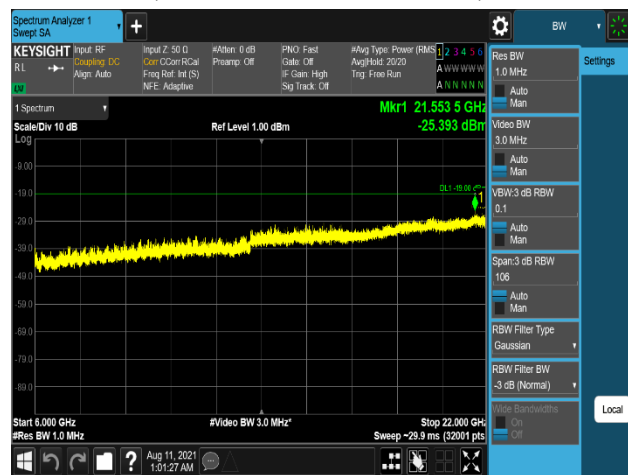 Spectrum Analyzer 1
Swept SA
BW
KEYSIGHT
RL
LM
Input: RF
Coupling: DC
Align: Auto
Input Z: 50 Ω
Corr CCorr RCal
Freq Ref: Int (S)
NFE: Adaptive
#Atten: 0 dB
Preamp: Off
PNO: Fast
Gate: Off
IF Gain: High
Sig Track: Off
#Avg Type: Power (RMS
Avg|Hold: 20/20
Trig: Free Run
1 2 3 4 5 6
A W W W W W
A N N N N N
1 Spectrum
Mkr1 21.553 5 GHz
Scale/Div 10 dB
Ref Level 1.00 dBm
-25.393 dBm
Log
-9.00
-19.0
DL1 -19.00 dBm
1
-29.0
-39.0
-49.0
-59.0
-69.0
-79.0
-89.0
Start 6.000 GHz
#Video BW 3.0 MHz*
Stop 22.000 GHz
#Res BW 1.0 MHz
Sweep ~29.9 ms (32001 pts
?
Aug 11, 2021
1:01:27 AM
Res BW
1.0 MHz
Auto
Man
Video BW
3.0 MHz
Auto
Man
VBW:3 dB RBW
0.1
Auto
Man
Span:3 dB RBW
106
Auto
Man
RBW Filter Type
Gaussian
RBW Filter BW
-3 dB (Normal)
Wide Bandwidths
On
Off
Settings
Local